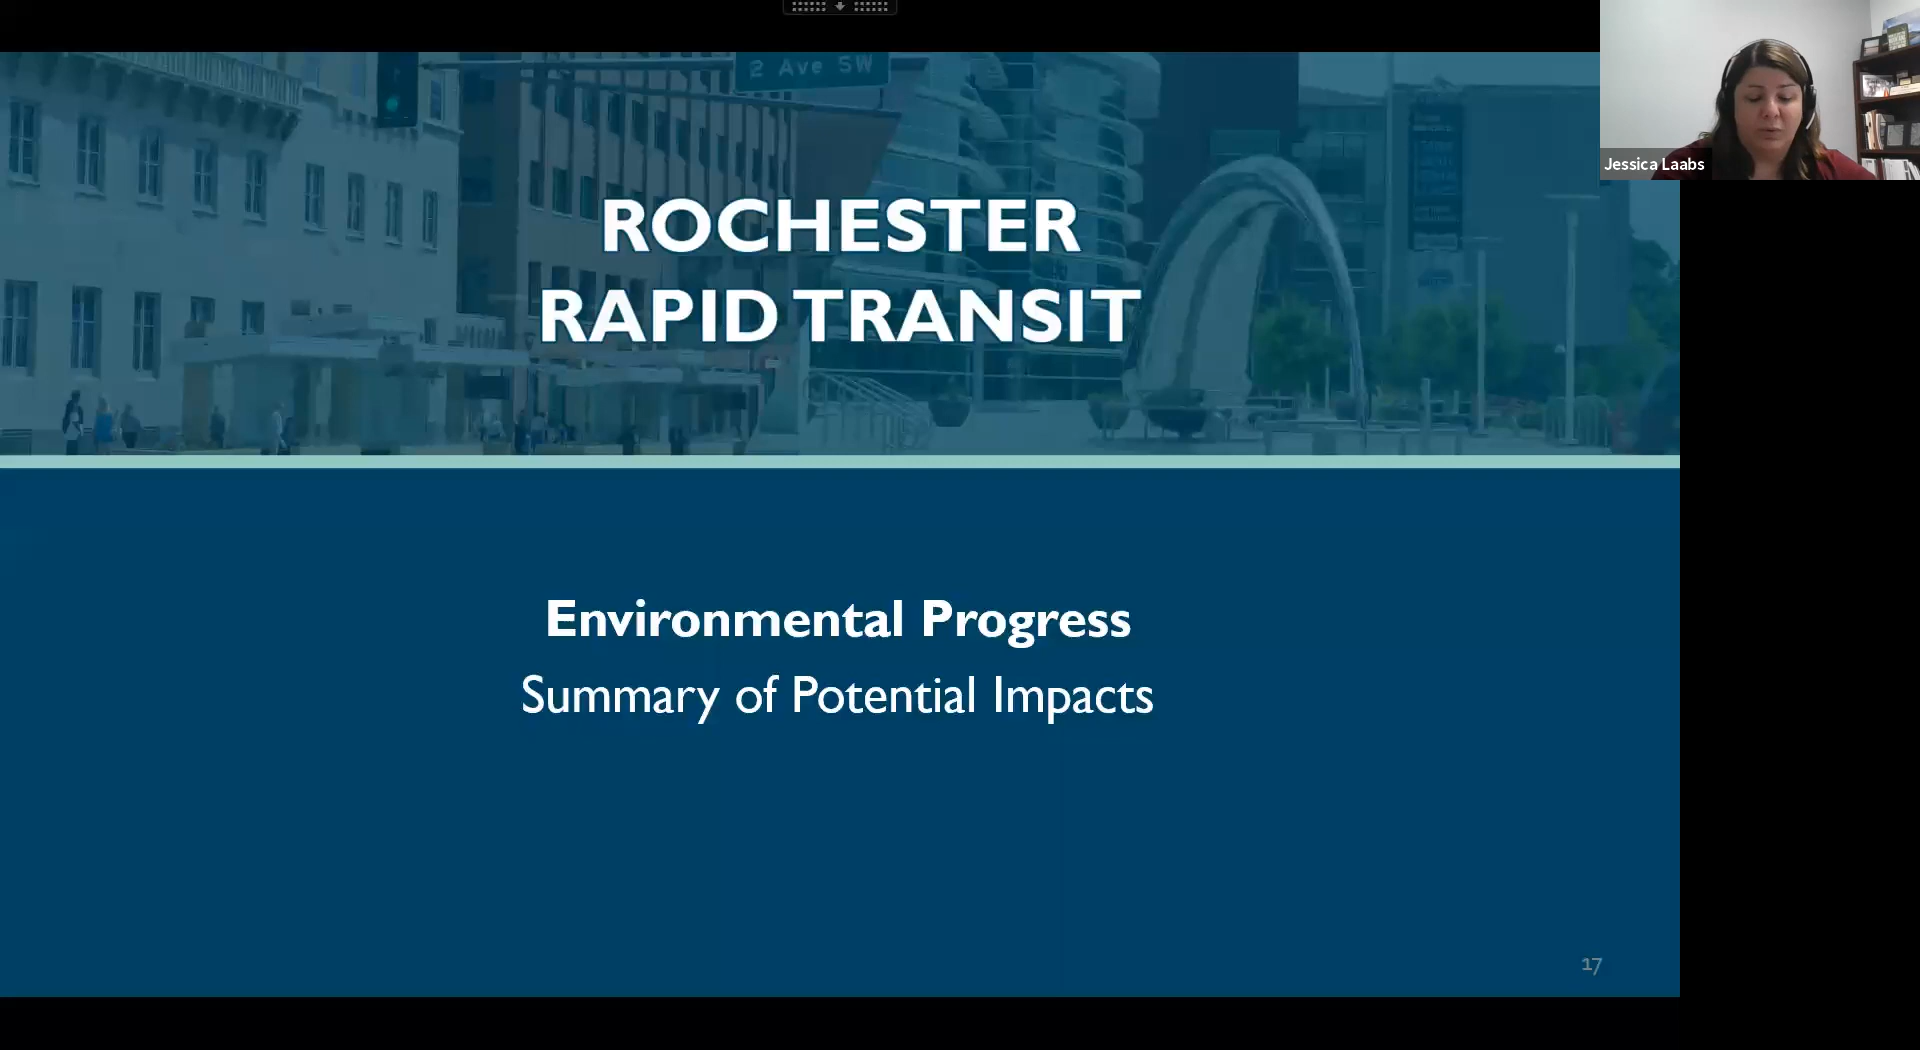 2 Ave SW
Jessica Laabs
ROCHESTER
RAPID TRANSIT
Environmental Progress
Summary of Potential Impacts
17